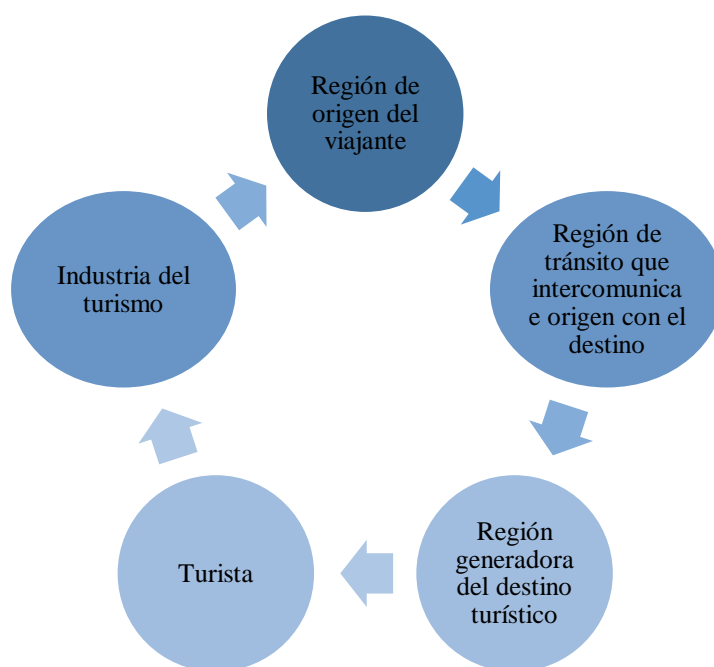 Región de
origen del
viajante
Región de
tránsito que
intercomunica
e origen con el
destino
Región
generadora
del destino
turístico
Turista
Industria del
turismo